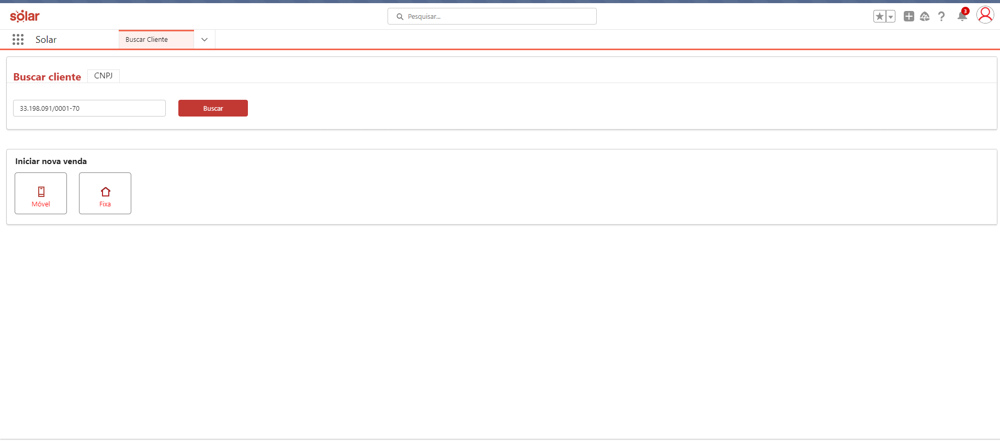 solar
Pesquisar...
3
Solar
Buscar Cliente
Buscar cliente
CNPJ
33.198.091/0001-70
Buscar
Iniciar nova venda
Móvel
Fixa